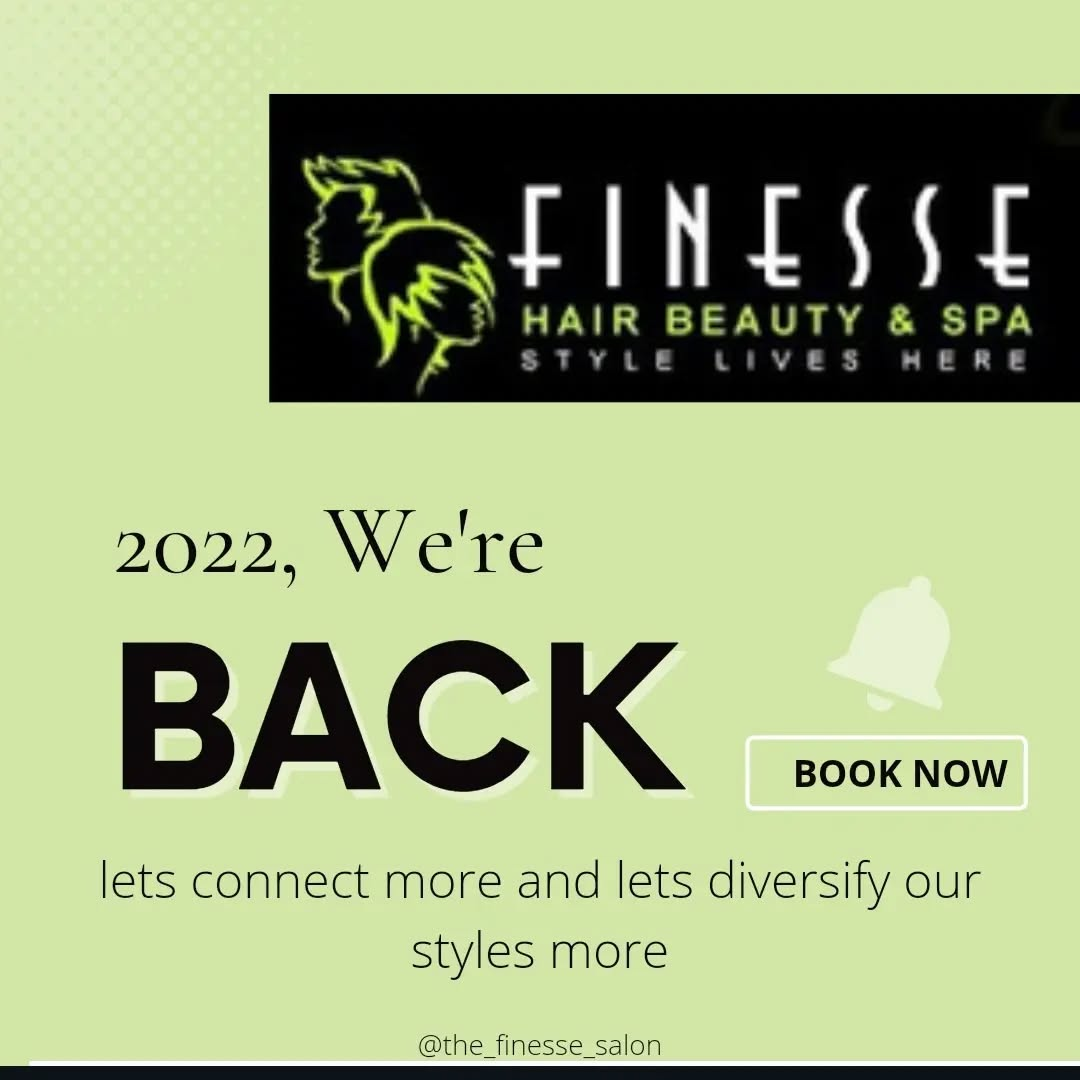 FINESSE
HAIR BEAUTY & SPA
STYLE LIVES HERE
2022, We're
BACK
BOOK NOW
lets connect more and lets diversify our
styles more
@the_finesse_salon